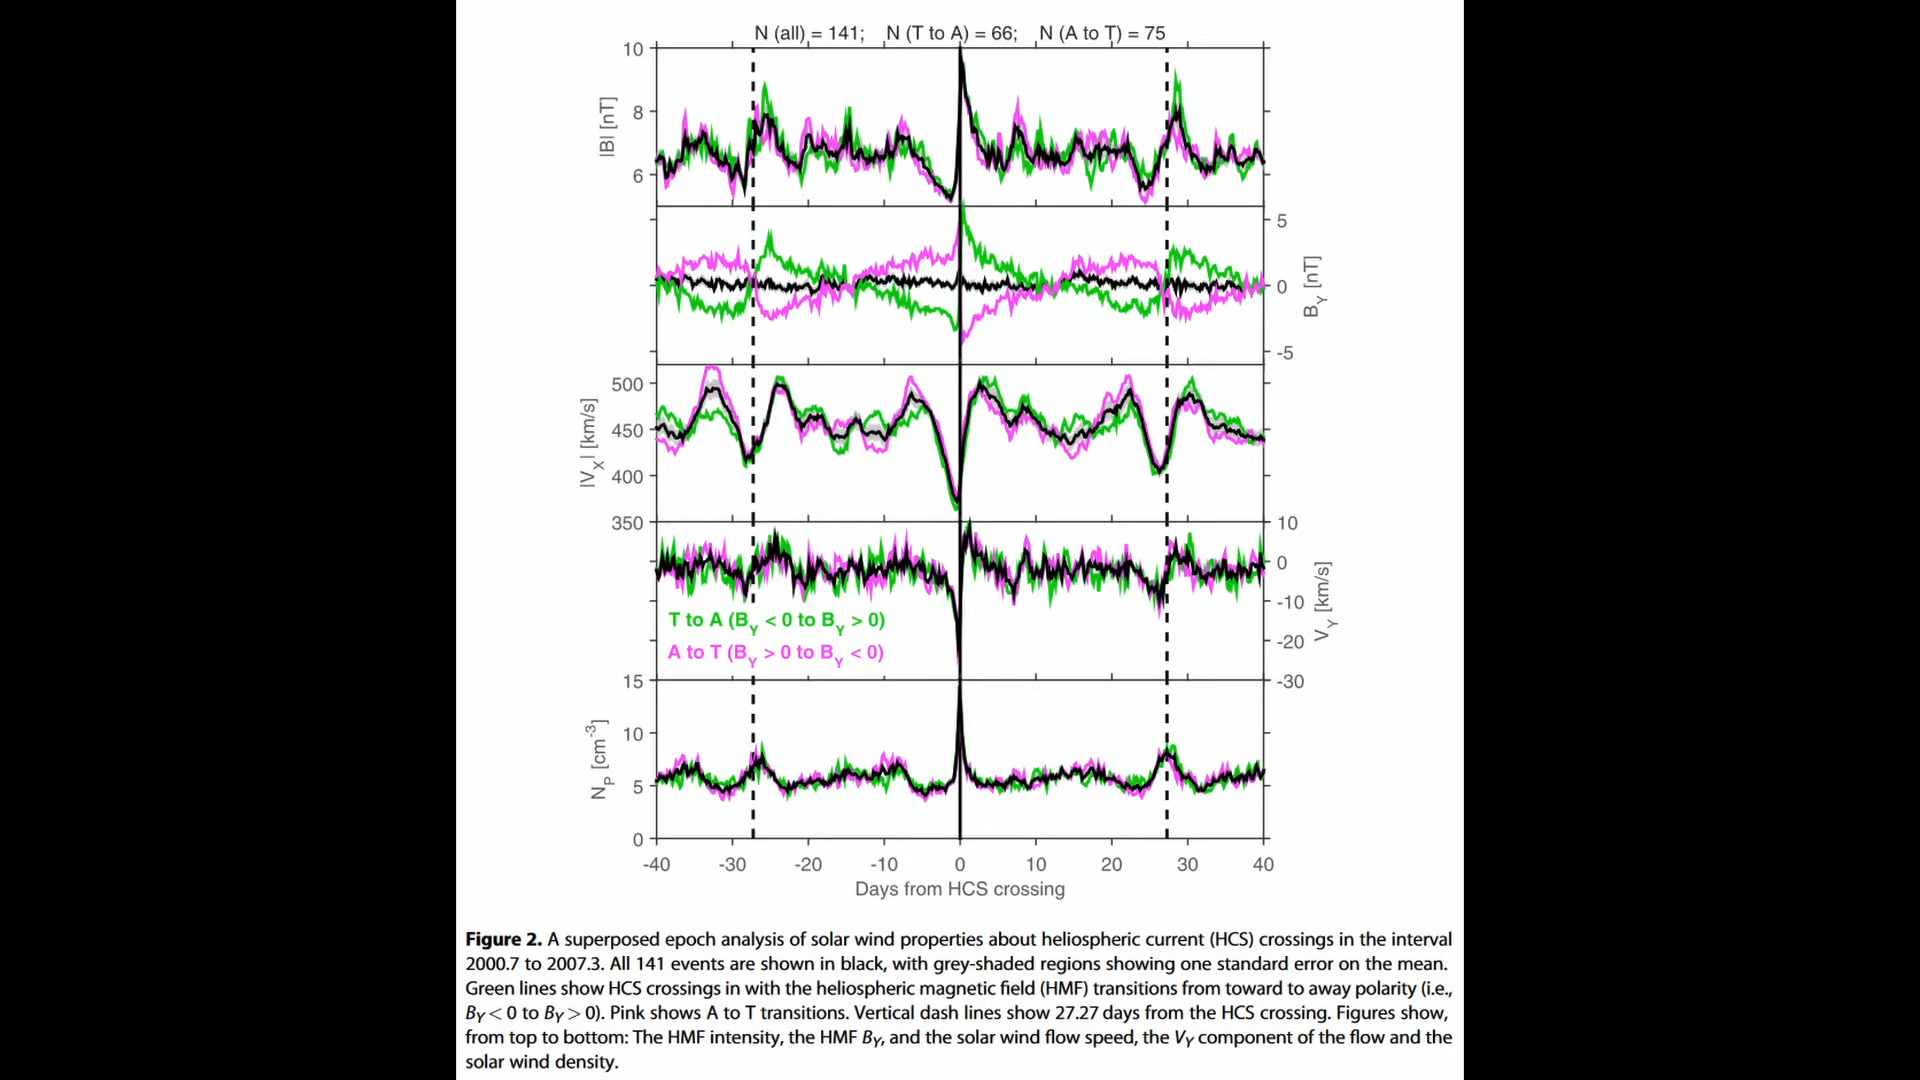 N (all) = 141; N (T to A) = 66; N (A to T) = 75
10
8
6
|B| [nT]
5
0
-5
B_Y [nT]
500
450
400
350
|V_X| [km/s]
10
0
-10
-20
-30
V_Y [km/s]
T to A (B_Y < 0 to B_Y > 0)
A to T (B_Y > 0 to B_Y < 0)
15
10
5
0
N_P [cm^-3]
-40 -30 -20 -10 0 10 20 30 40
Days from HCS crossing
Figure 2. A superposed epoch analysis of solar wind properties about heliospheric current (HCS) crossings in the interval
2000.7 to 2007.3. All 141 events are shown in black, with grey-shaded regions showing one standard error on the mean.
Green lines show HCS crossings in with the heliospheric magnetic field (HMF) transitions from toward to away polarity (i.e.,
B_Y < 0 to B_Y > 0). Pink shows A to T transitions. Vertical dash lines show 27.27 days from the HCS crossing. Figures show,
from top to bottom: The HMF intensity, the HMF B_Y, and the solar wind flow speed, the V_Y component of the flow and the
solar wind density.